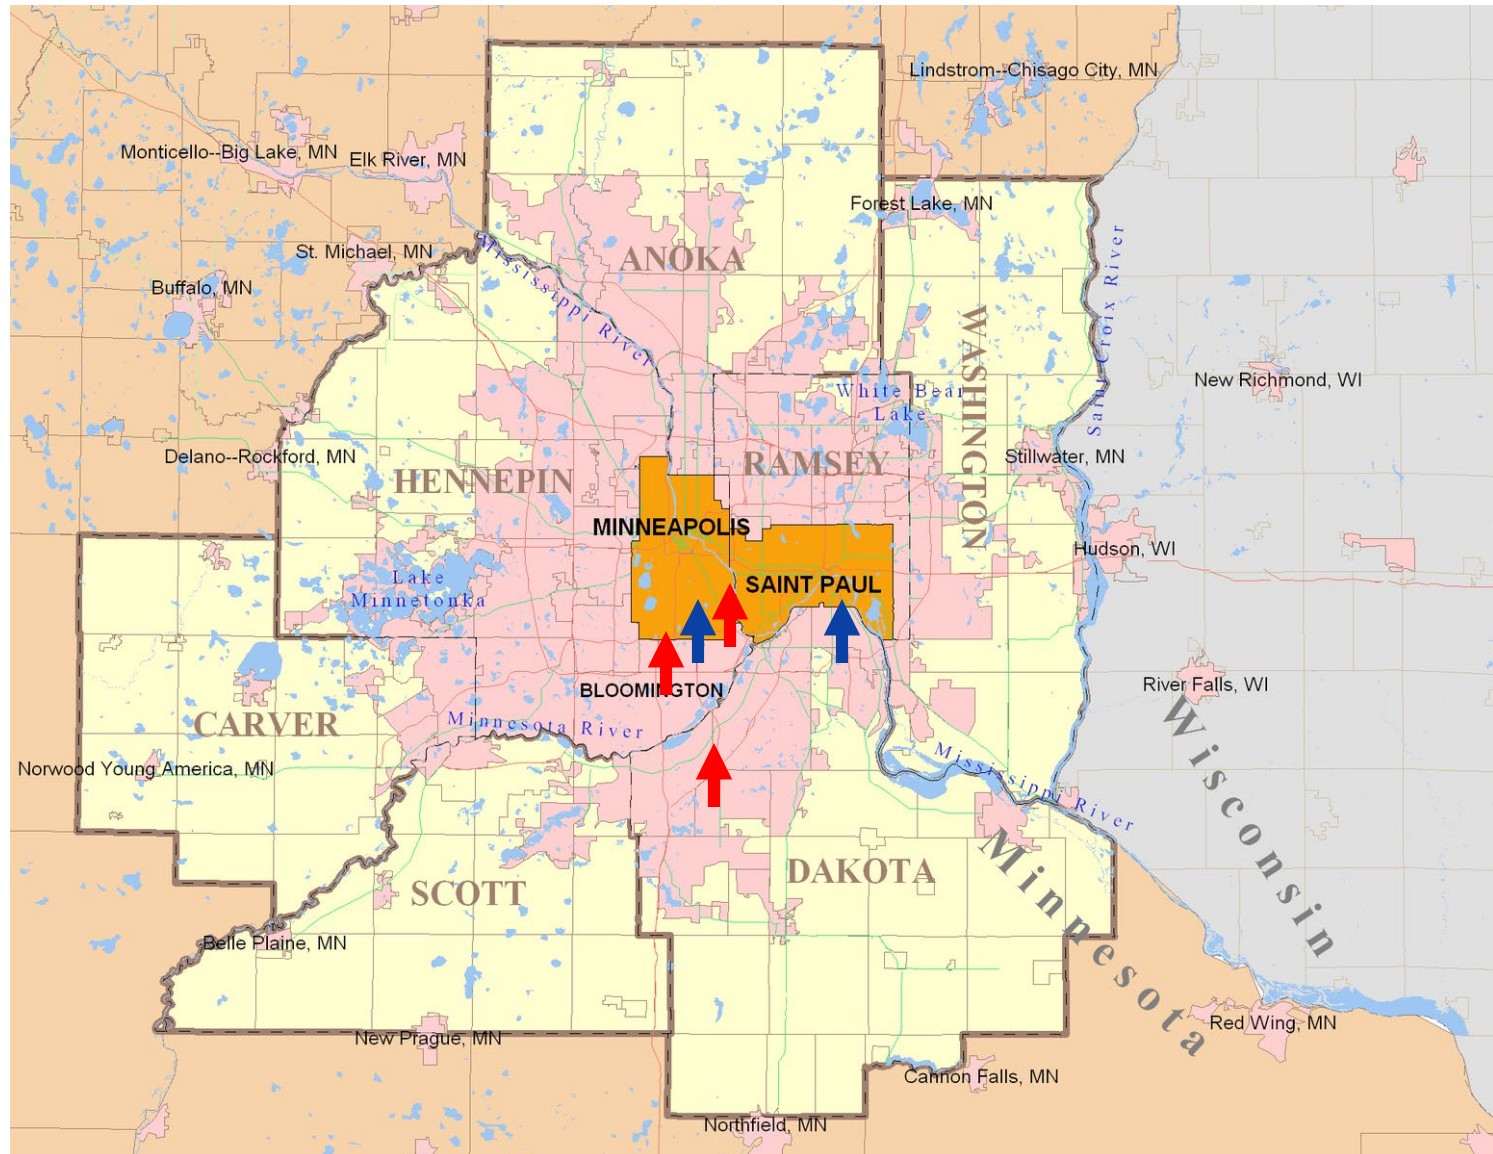 Lindstrom--Chisago City, MN
Monticello--Big Lake, MN
Elk River, MN
Forest Lake, MN
St. Michael, MN
Mississippi River
ANOKA
Saint Croix River
Buffalo, MN
WASHINGTON
New Richmond, WI
White Bear
Lake
Delano--Rockford, MN
HENNEPIN
RAMSEY
Stillwater, MN
MINNEAPOLIS
Hudson, WI
Lake
Minnetonka
SAINT PAUL
BLOOMINGTON
River Falls, WI
CARVER
Minnesota River
Wisconsin
Norwood Young America, MN
Mississippi River
Minnesota
SCOTT
DAKOTA
Belle Plaine, MN
New Prague, MN
Red Wing, MN
Cannon Falls, MN
Northfield, MN